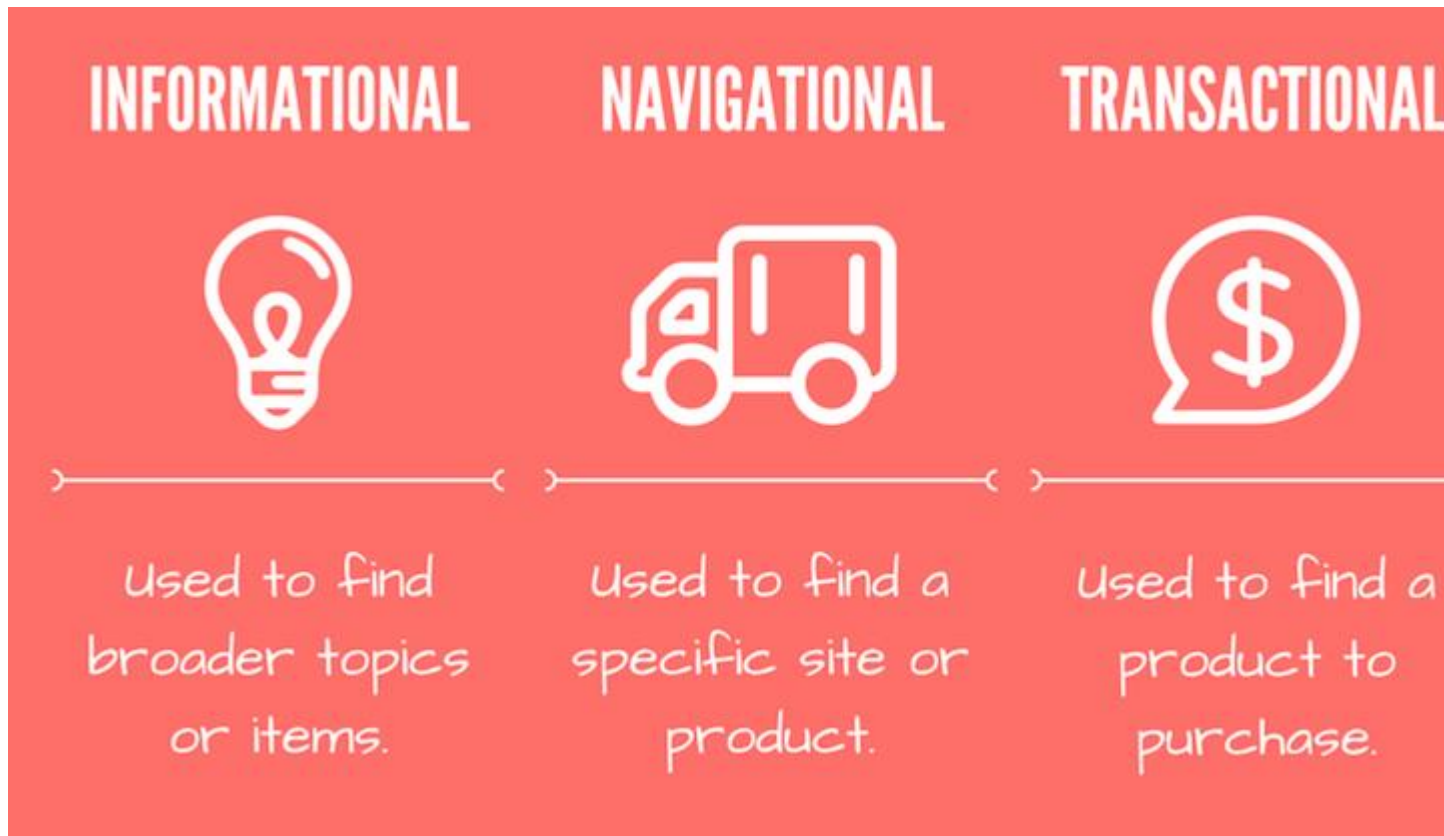 INFORMATIONAL
Used to find
broader topics
or items.
NAVIGATIONAL
Used to find a
specific site or
product.
TRANSACTIONAL
$
Used to find a
product to
purchase.